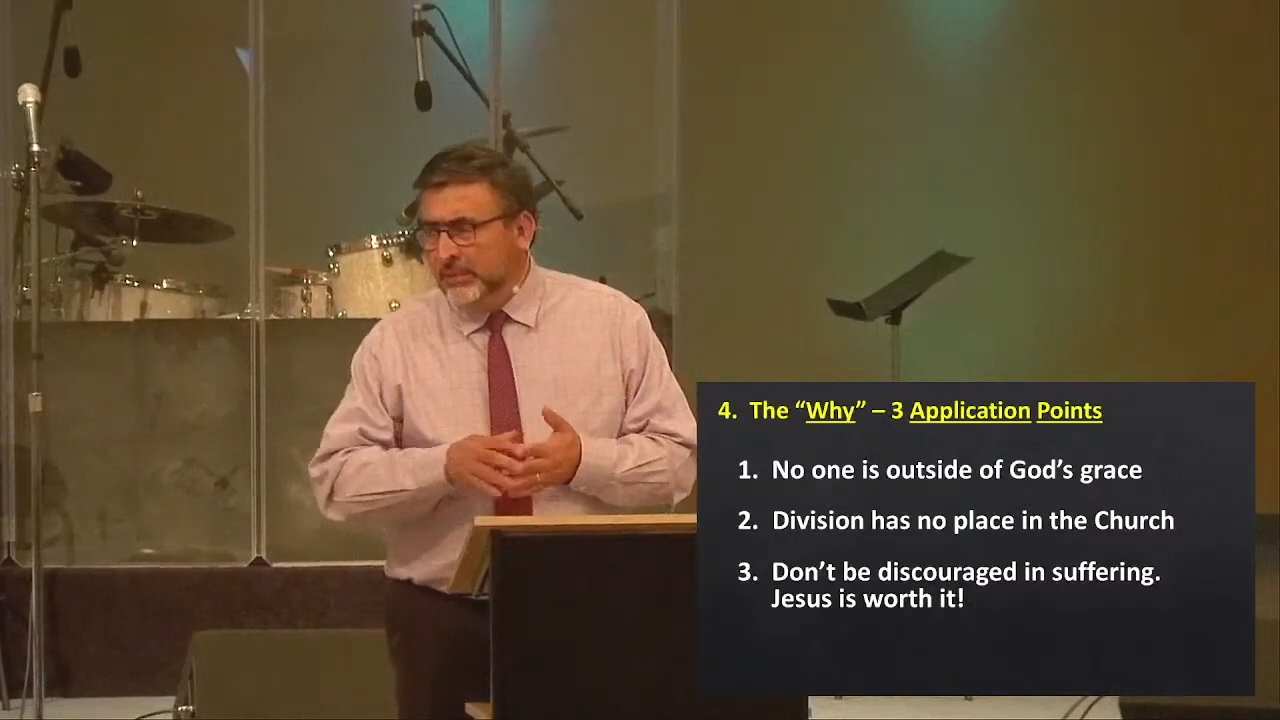 4. The “Why” – 3 Application Points
1. No one is outside of God’s grace
2. Division has no place in the Church
3. Don’t be discouraged in suffering.
Jesus is worth it!